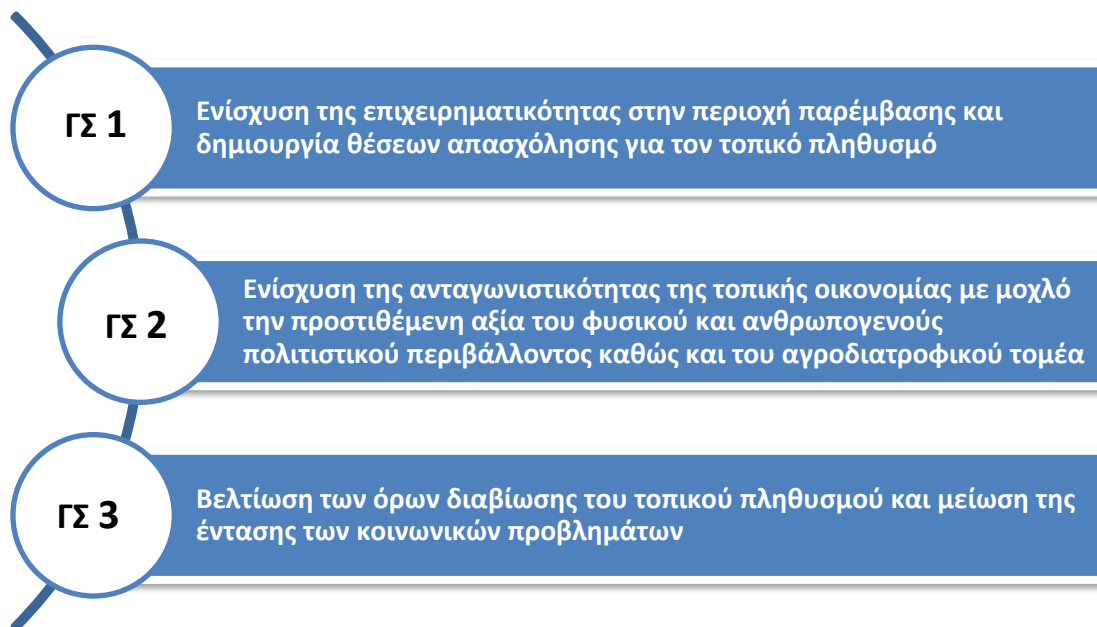 ΓΣ 1
Ενίσχυση της επιχειρηματικότητας στην περιοχή παρέμβασης και
δημιουργία θέσεων απασχόλησης για τον τοπικό πληθυσμό
ΓΣ 2
Ενίσχυση της ανταγωνιστικότητας της τοπικής οικονομίας με μοχλό
την προστιθέμενη αξία του φυσικού και ανθρωπογενούς
πολιτιστικού περιβάλλοντος καθώς και του αγροδιατροφικού τομέα
ΓΣ 3
Βελτίωση των όρων διαβίωσης του τοπικού πληθυσμού και μείωση της
έντασης των κοινωνικών προβλημάτων